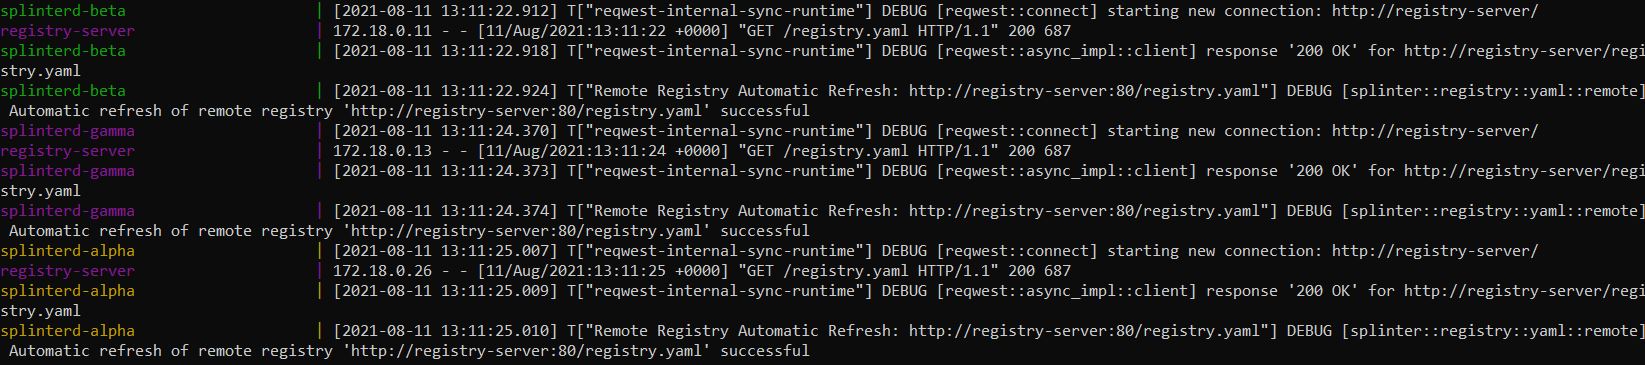 splinterd-beta | [2021-08-11 13:11:22.912] T["reqwest-internal-sync-runtime"] DEBUG [reqwest::connect] starting new connection: http://registry-server/
registry-server | 172.18.0.11 - - [11/Aug/2021:13:11:22 +0000] "GET /registry.yaml HTTP/1.1" 200 687
splinterd-beta | [2021-08-11 13:11:22.918] T["reqwest-internal-sync-runtime"] DEBUG [reqwest::async_impl::client] response '200 OK' for http://registry-server/regi
stry.yaml
splinterd-beta | [2021-08-11 13:11:22.924] T["Remote Registry Automatic Refresh: http://registry-server:80/registry.yaml"] DEBUG [splinter::registry::yaml::remote]
Automatic refresh of remote registry 'http://registry-server:80/registry.yaml' successful
splinterd-gamma | [2021-08-11 13:11:24.370] T["reqwest-internal-sync-runtime"] DEBUG [reqwest::connect] starting new connection: http://registry-server/
registry-server | 172.18.0.13 - - [11/Aug/2021:13:11:24 +0000] "GET /registry.yaml HTTP/1.1" 200 687
splinterd-gamma | [2021-08-11 13:11:24.373] T["reqwest-internal-sync-runtime"] DEBUG [reqwest::async_impl::client] response '200 OK' for http://registry-server/regi
stry.yaml
splinterd-gamma | [2021-08-11 13:11:24.374] T["Remote Registry Automatic Refresh: http://registry-server:80/registry.yaml"] DEBUG [splinter::registry::yaml::remote]
Automatic refresh of remote registry 'http://registry-server:80/registry.yaml' successful
splinterd-alpha | [2021-08-11 13:11:25.007] T["reqwest-internal-sync-runtime"] DEBUG [reqwest::connect] starting new connection: http://registry-server/
registry-server | 172.18.0.26 - - [11/Aug/2021:13:11:25 +0000] "GET /registry.yaml HTTP/1.1" 200 687
splinterd-alpha | [2021-08-11 13:11:25.009] T["reqwest-internal-sync-runtime"] DEBUG [reqwest::async_impl::client] response '200 OK' for http://registry-server/regi
stry.yaml
splinterd-alpha | [2021-08-11 13:11:25.010] T["Remote Registry Automatic Refresh: http://registry-server:80/registry.yaml"] DEBUG [splinter::registry::yaml::remote]
Automatic refresh of remote registry 'http://registry-server:80/registry.yaml' successful